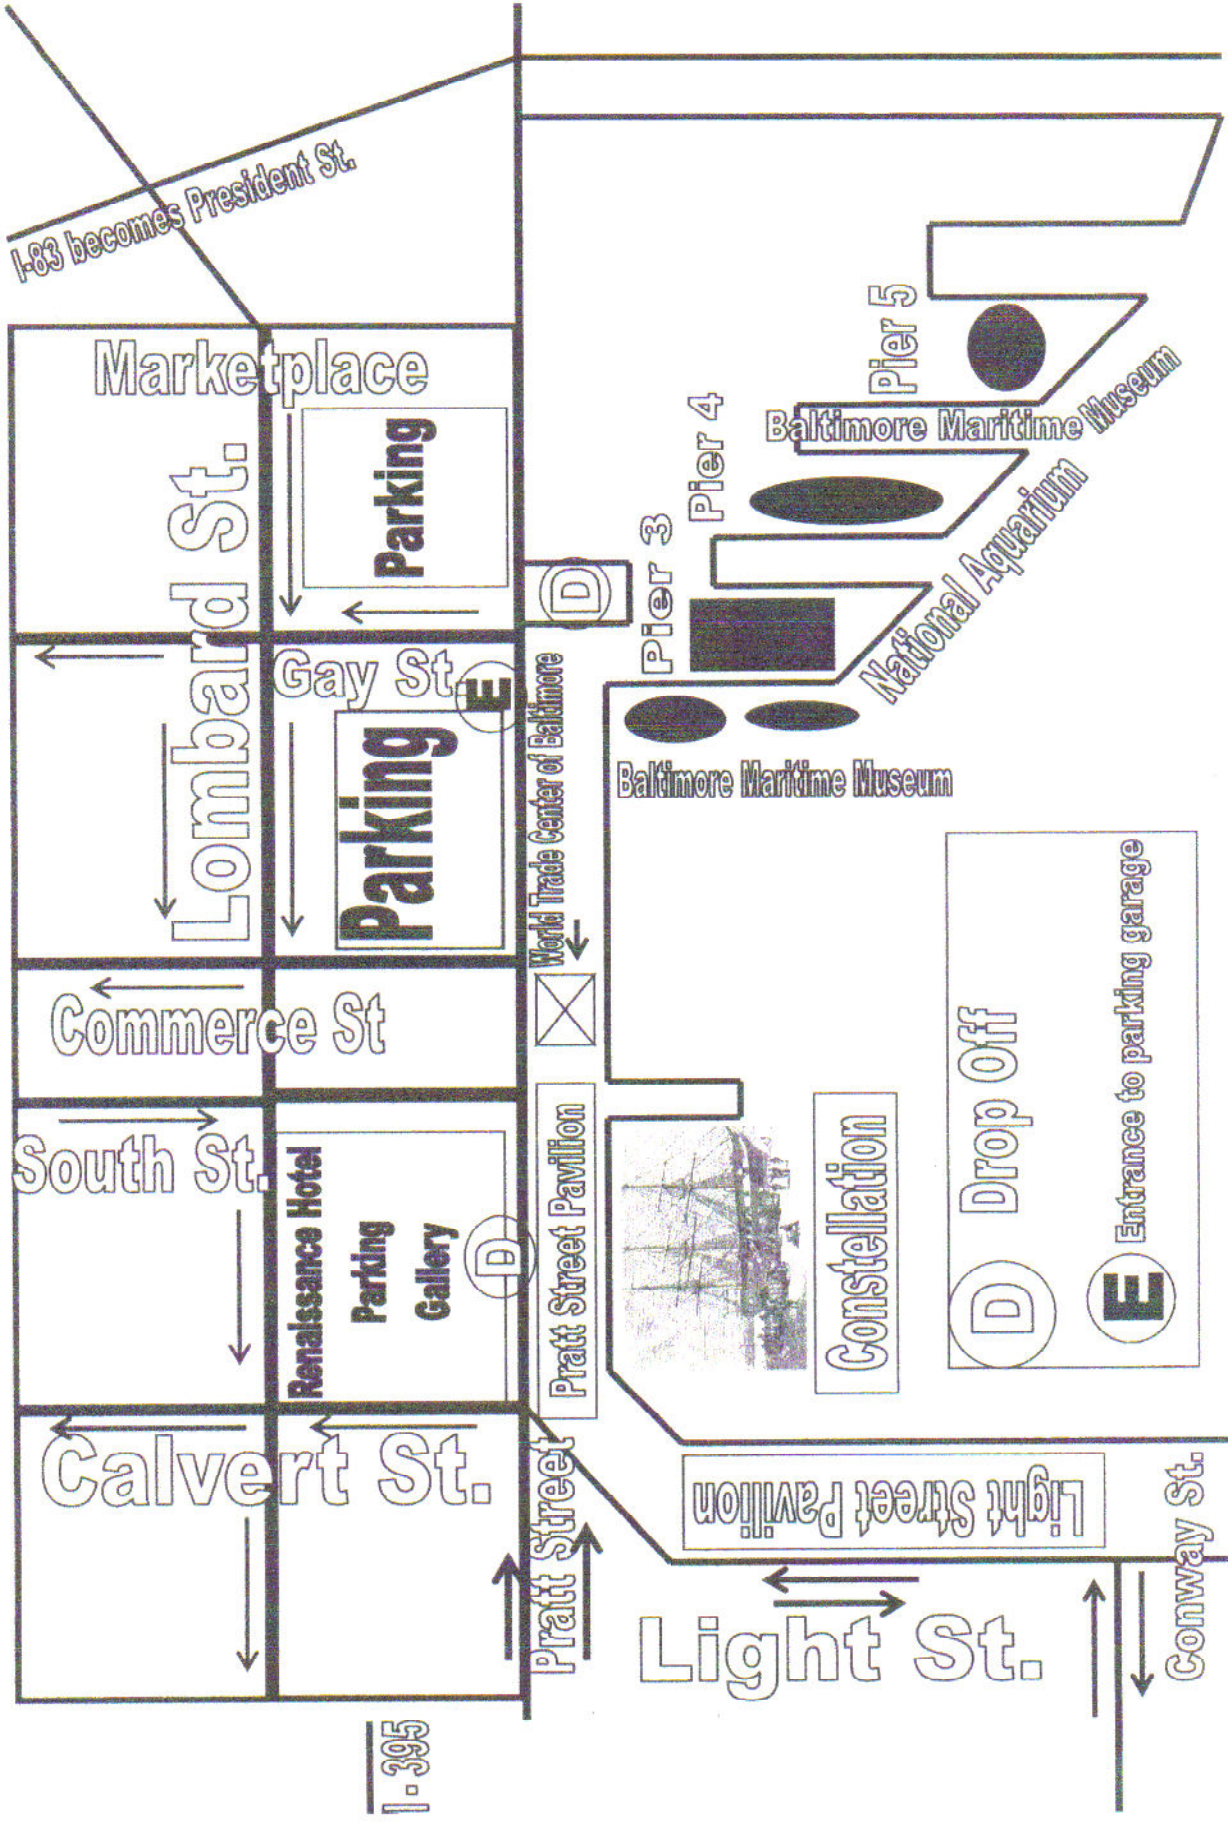 I-83 becomes President St.
Marketplace
Lombard St.
Parking
Gay St.
E
Parking
Commerce St
South St.
Renaissance Hotel
Parking
Gallery
D
Calvert St.
I - 395
Pratt Street
Pratt Street Pavilion
World Trade Center of Baltimore
D
Pier 3
Pier 4
Pier 5
Baltimore Maritime Museum
National Aquarium
Baltimore Maritime Museum
Constellation
Light Street Pavilion
Light St.
Conway St.
D Drop Off
E Entrance to parking garage